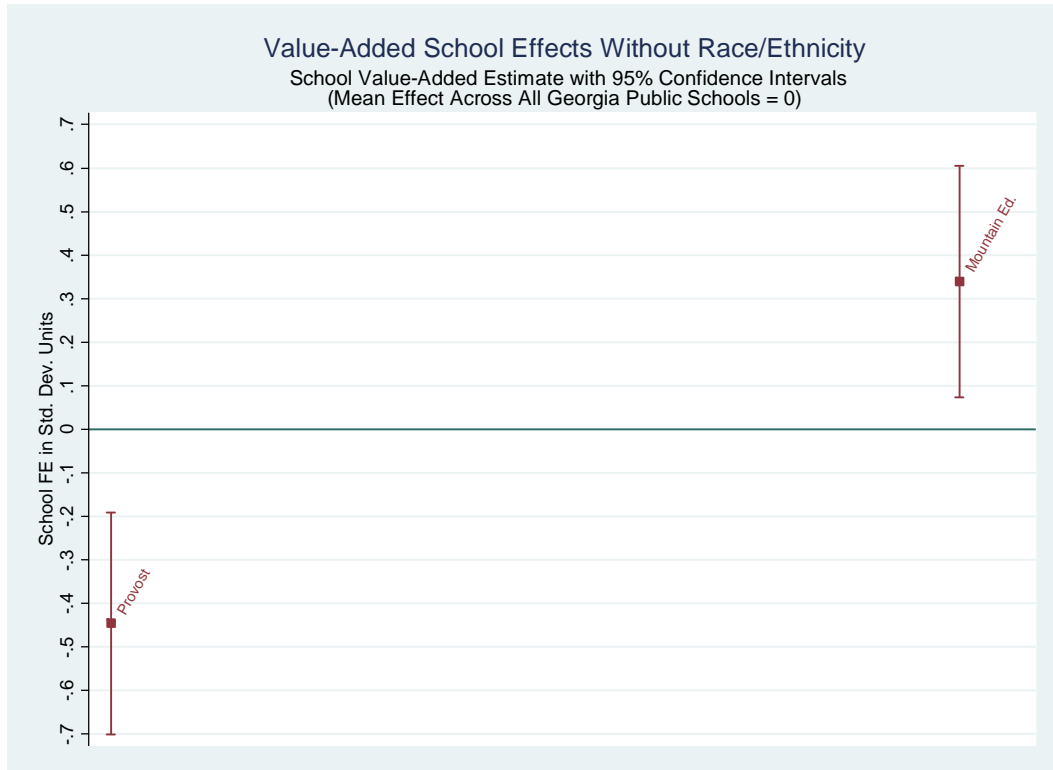 Value-Added School Effects Without Race/Ethnicity
School Value-Added Estimate with 95% Confidence Intervals
(Mean Effect Across All Georgia Public Schools = 0)
School FE in Std. Dev. Units
.7
.6
.5
.4
.3
.2
.1
0
-.1
-.2
-.3
-.4
-.5
-.6
-.7
Mountain Ed.
Provost